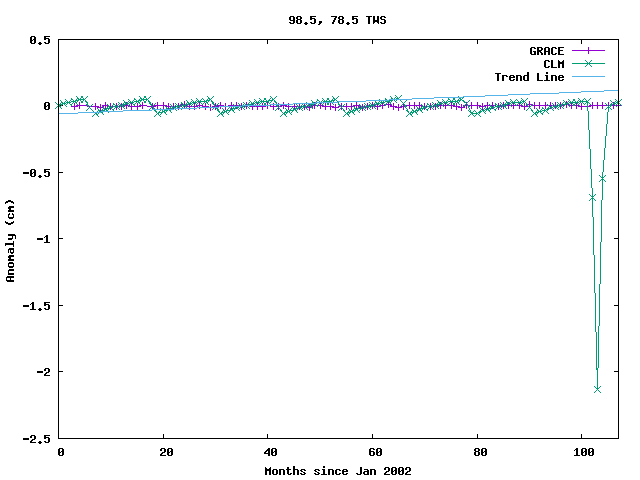 98.5, 78.5 TWS
0.5
0
-0.5
-1
-1.5
-2
-2.5
Anomaly (cm)
GRACE
CLM
Trend Line
0 20 40 60 80 100
Months since Jan 2002